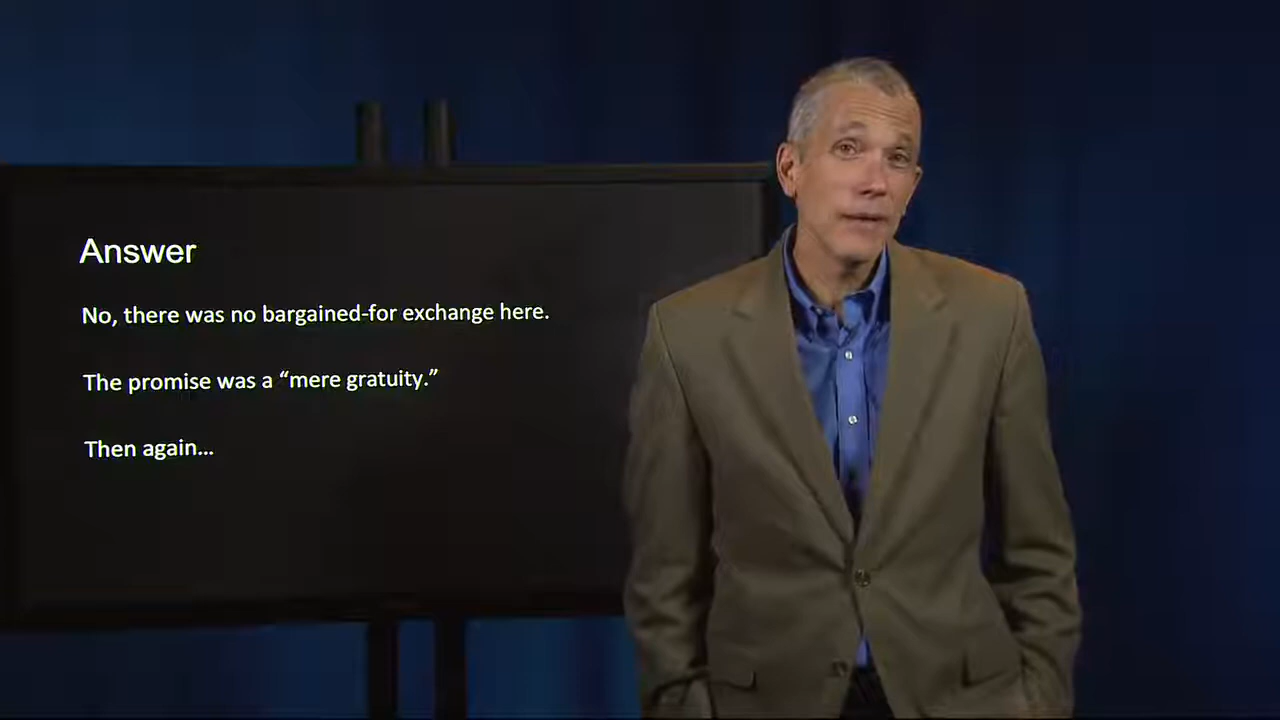 Answer
No, there was no bargained-for exchange here.
The promise was a “mere gratuity.”
Then again...